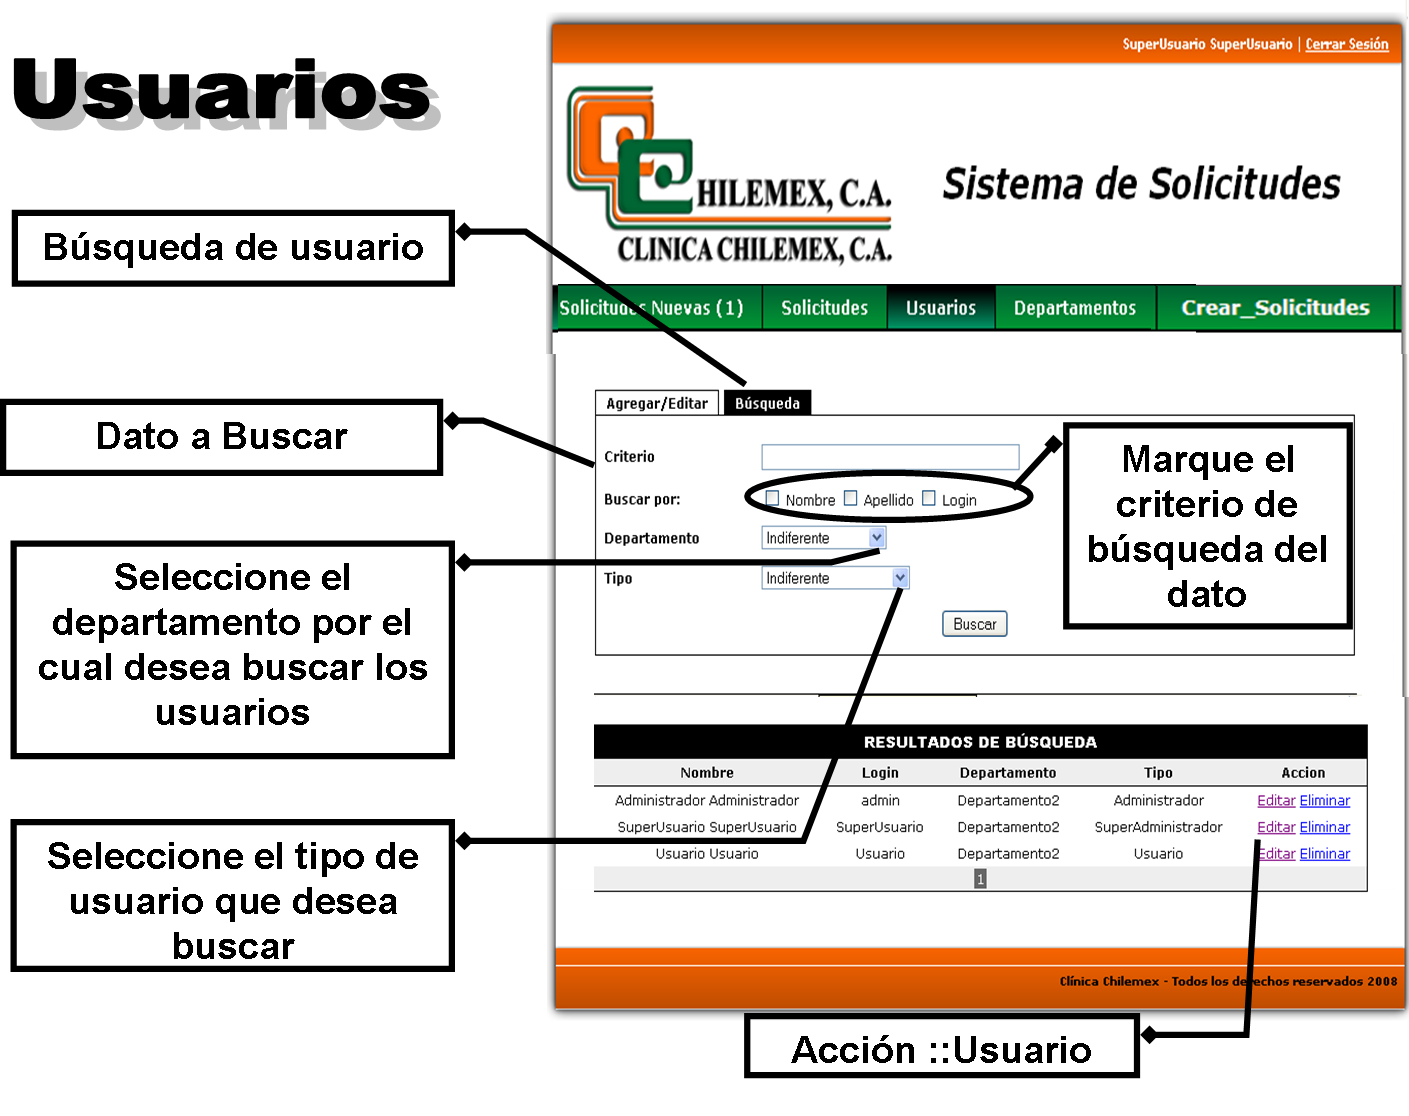 Usuarios
SuperUsuario SuperUsuario | Cerrar Sesión
HILEMEX, C.A.
CLINICA CHILEMEX, C.A.
Sistema de Solicitudes
Búsqueda de usuario
Solicitudes Nuevas (1) Solicitudes Usuarios Departamentos Crear_Solicitudes
Agregar/Editar Búsqueda
Dato a Buscar
Criterio
Buscar por: Nombre Apellido Login
Departamento Indiferente
Tipo Indiferente
Buscar
Marque el
criterio de
búsqueda del
dato
Seleccione el
departamento por el
cual desea buscar los
usuarios
RESULTADOS DE BÚSQUEDA
Nombre Login Departamento Tipo Accion
Administrador Administrador admin Departamento2 Administrador Editar Eliminar
SuperUsuario SuperUsuario SuperUsuario Departamento2 SuperAdministrador Editar Eliminar
Usuario Usuario Usuario Departamento2 Usuario Editar Eliminar
1
Seleccione el tipo de
usuario que desea
buscar
Clínica Chilemex - Todos los derechos reservados 2008
Acción ::Usuario